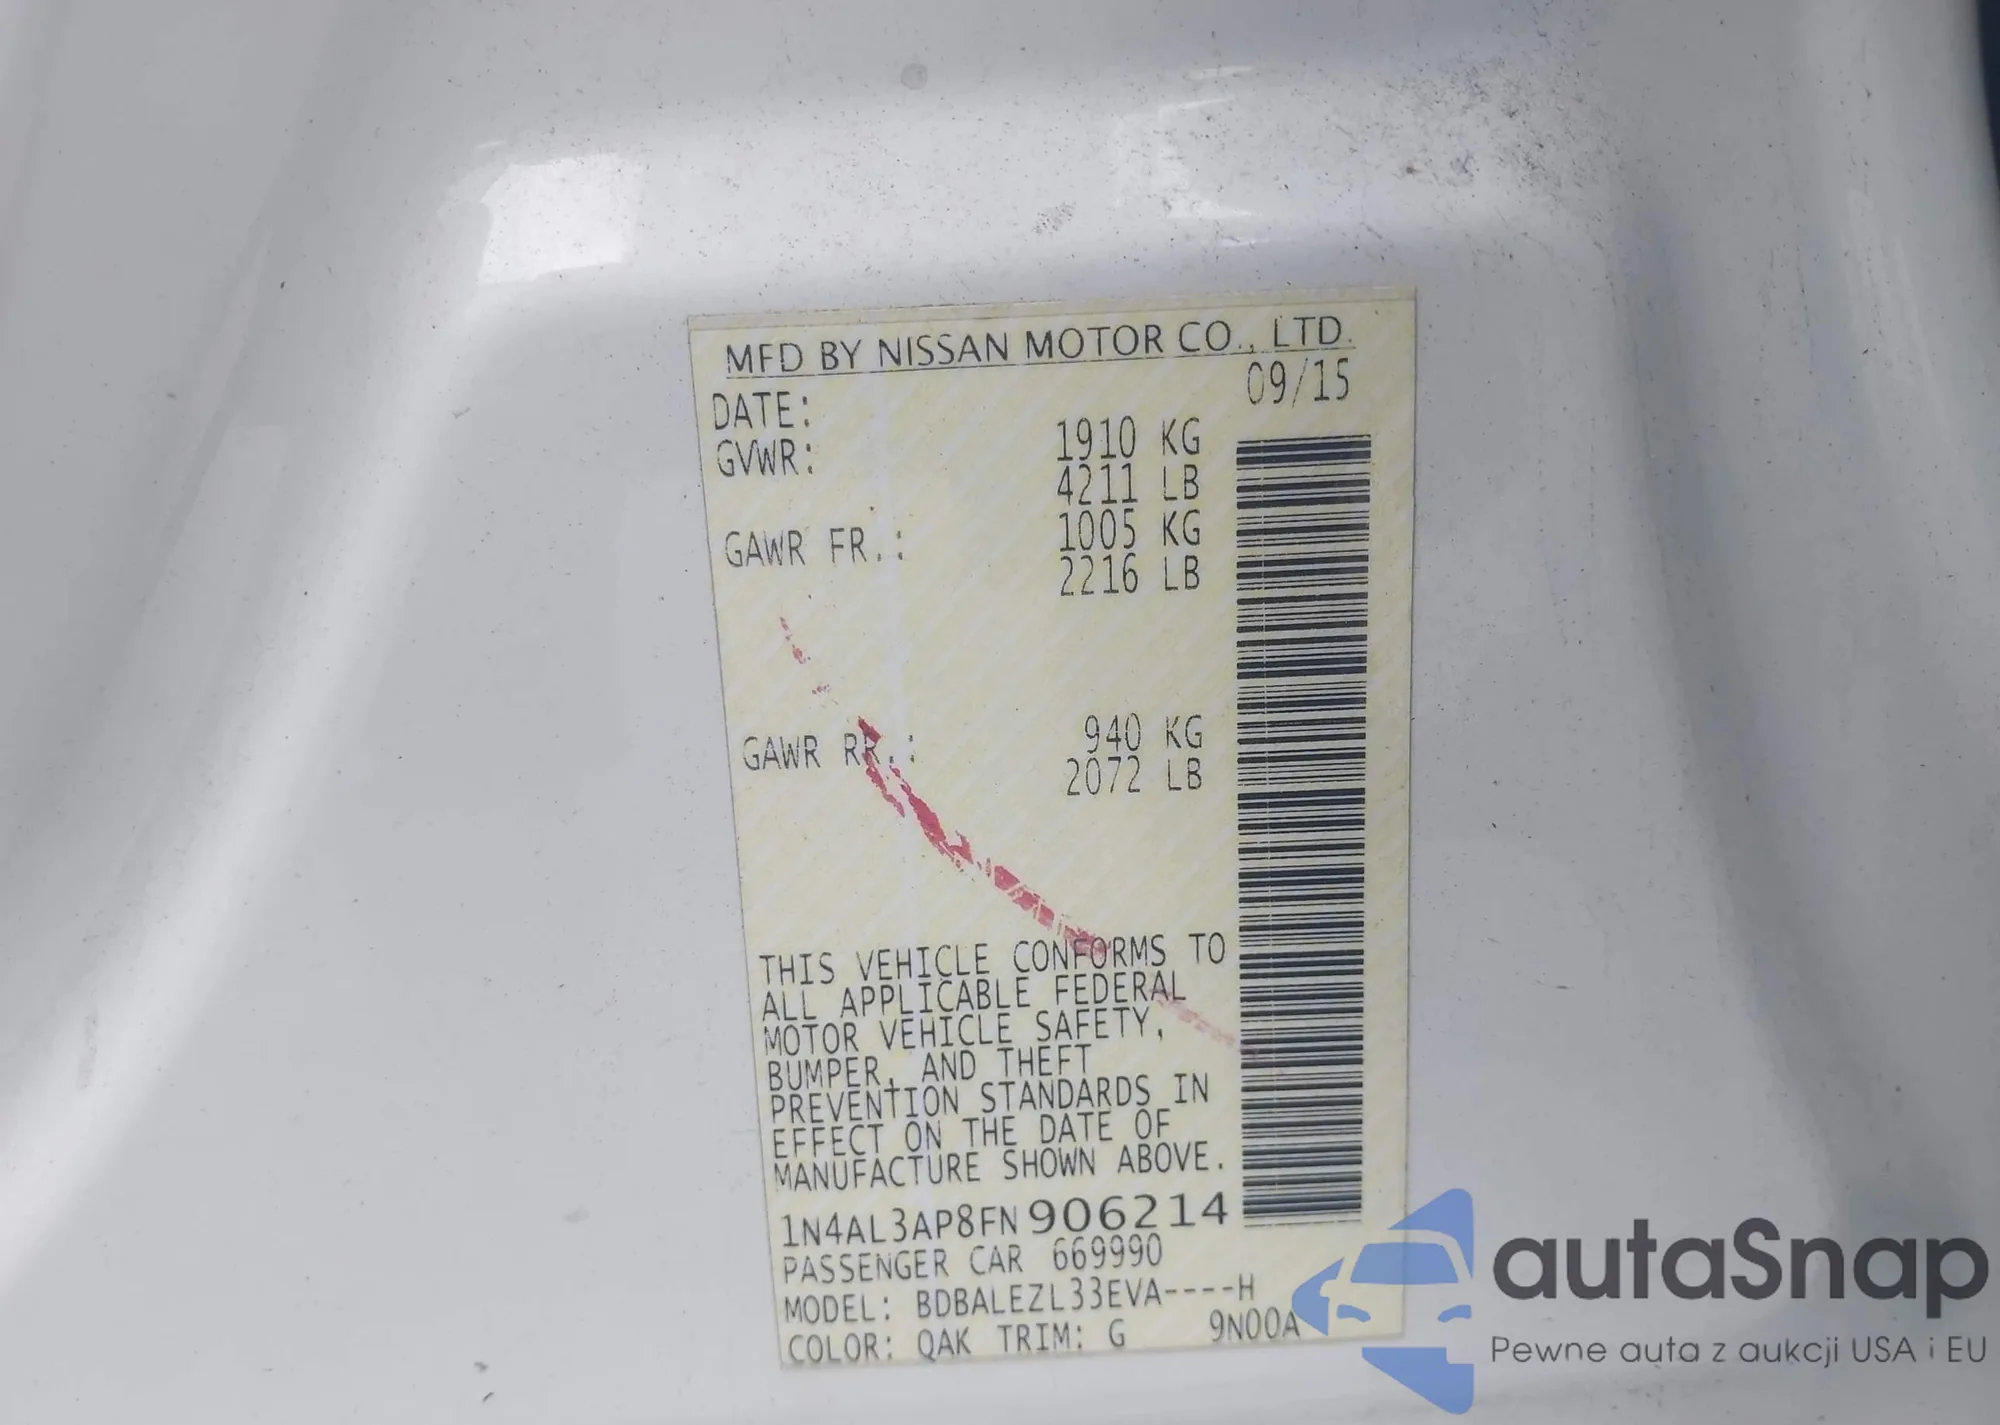 MFD BY NISSAN MOTOR CO., LTD.
DATE: 09/15
GVWR: 1910 KG
4211 LB
GAWR FR.: 1005 KG
2216 LB
GAWR RR.: 940 KG
2072 LB
THIS VEHICLE CONFORMS TO
ALL APPLICABLE FEDERAL
MOTOR VEHICLE SAFETY,
BUMPER, AND THEFT
PREVENTION STANDARDS IN
EFFECT ON THE DATE OF
MANUFACTURE SHOWN ABOVE.
1N4AL3AP8FN906214
PASSENGER CAR 669990
MODEL: BDBALEZL33EVA----H
COLOR: QAK TRIM: G 9N00A
autaSnap
Pewne auta z aukcji USA i EU